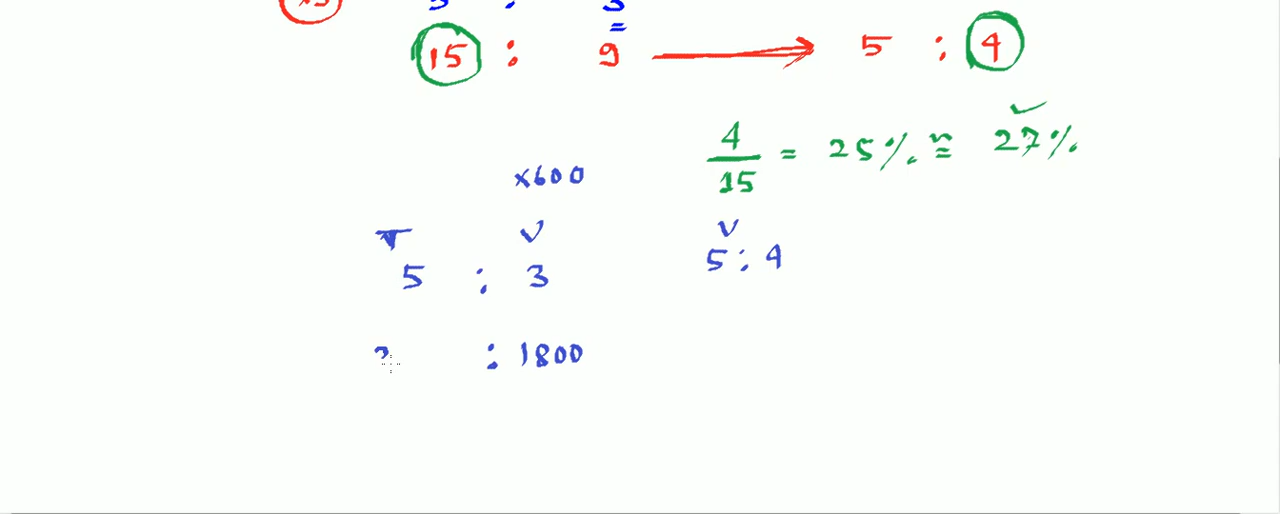 15 : 9 → 5 : 4
4/15 = 25% ≅ 27%
×600
T V V
5 : 3 5 : 4
: 1800